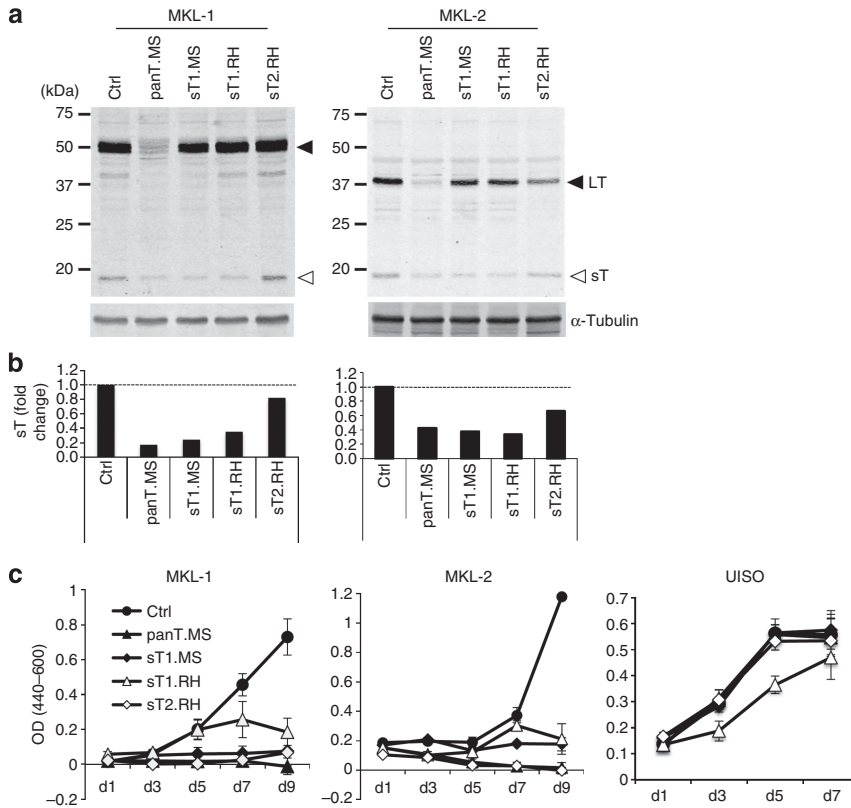 a
MKL-1 MKL-2
Ctrl panT.MS sT1.MS sT1.RH sT2.RH Ctrl panT.MS sT1.MS sT1.RH sT2.RH
(kDa)
75 75
50 50
37 37 LT
25 25
20 20 sT
α-Tubulin
b
sT (fold change)
1.2 1.2
1.0 1.0
0.8 0.8
0.6 0.6
0.4 0.4
0.2 0.2
0.0 0.0
Ctrl panT.MS sT1.MS sT1.RH sT2.RH Ctrl panT.MS sT1.MS sT1.RH sT2.RH
c
MKL-1 MKL-2 UISO
OD (440–600)
1
0.8
0.6
0.4
0.2
0
–0.2
Ctrl
panT.MS
sT1.MS
sT1.RH
sT2.RH
d1 d3 d5 d7 d9
1.2
1
0.8
0.6
0.4
0.2
0
–0.2
d1 d3 d5 d7 d9
0.7
0.6
0.5
0.4
0.3
0.2
0.1
0
d1 d3 d5 d7